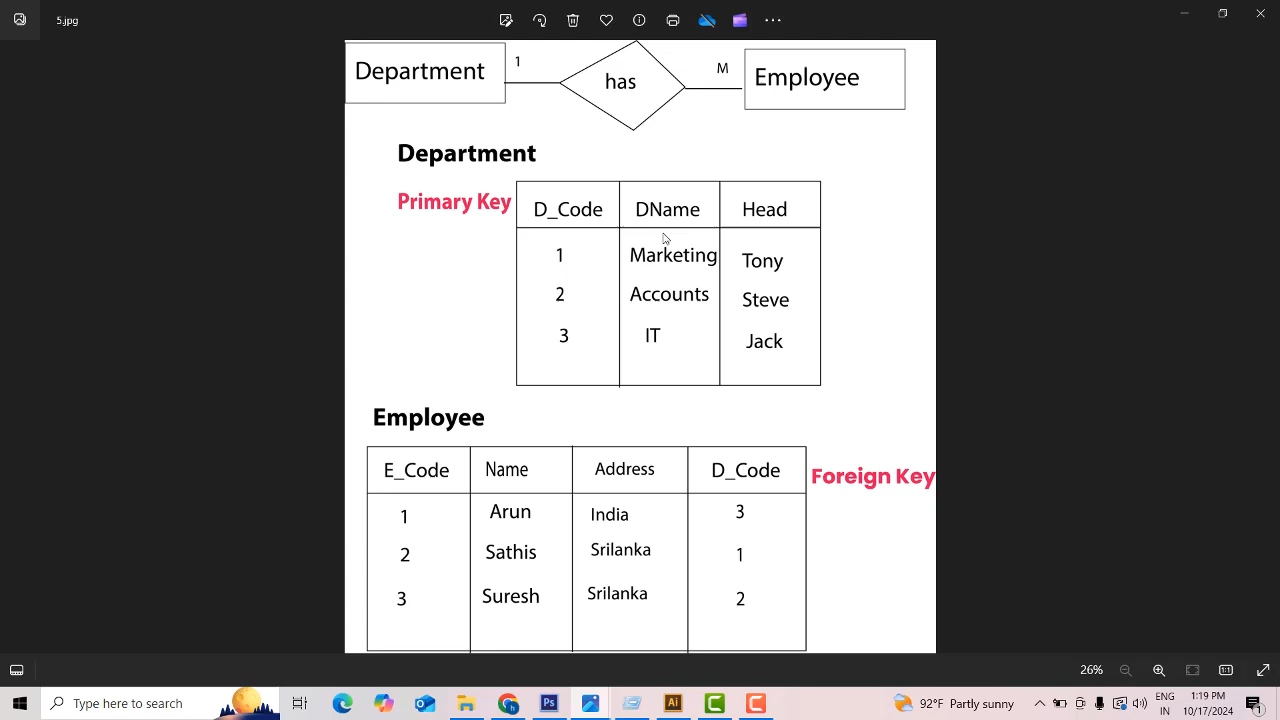 5.jpg
Department 1 has M Employee
Department
Primary Key
D_Code DName Head
1 Marketing Tony
2 Accounts Steve
3 IT Jack
Employee
E_Code Name Address D_Code
Foreign Key
1 Arun India 3
2 Sathis Srilanka 1
3 Suresh Srilanka 2
26%
Type here to search
Ps
Ai
92°F Partly sunny
ENG
IN
1:19 PM
10/17/2024